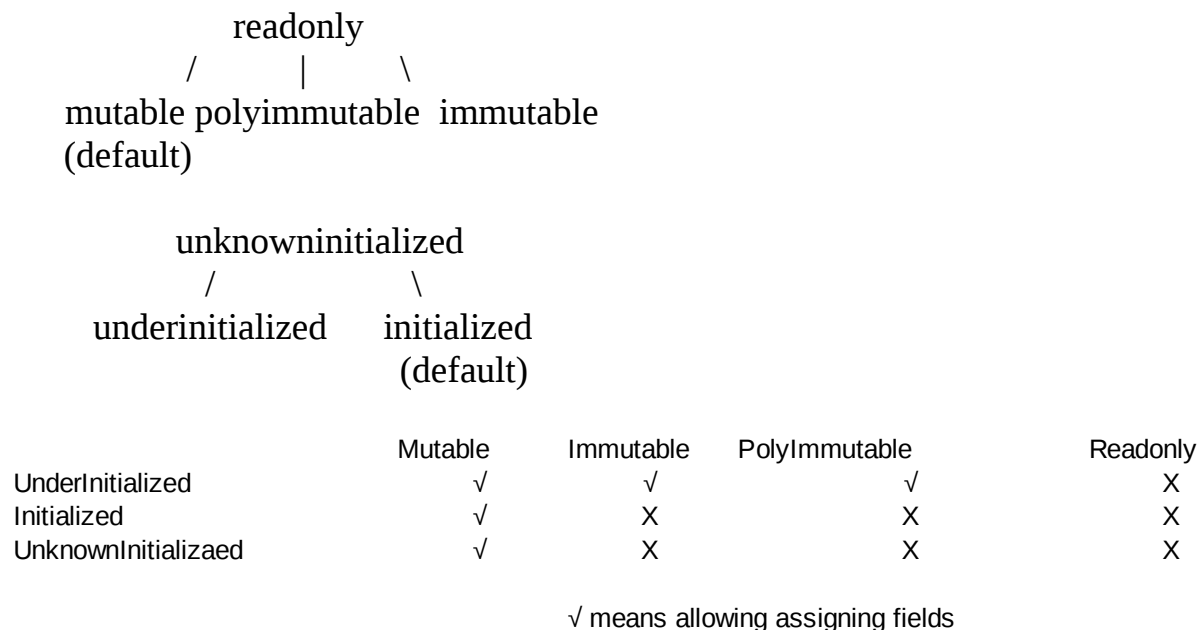 readonly
/ | \
mutable polyimmutable immutable
(default)
unknowninitialized
/ \
underinitialized initialized
(default)
Mutable Immutable PolyImmutable Readonly
UnderInitialized √ √ √ X
Initialized √ X X X
UnknownInitializaed √ X X X
√ means allowing assigning fields